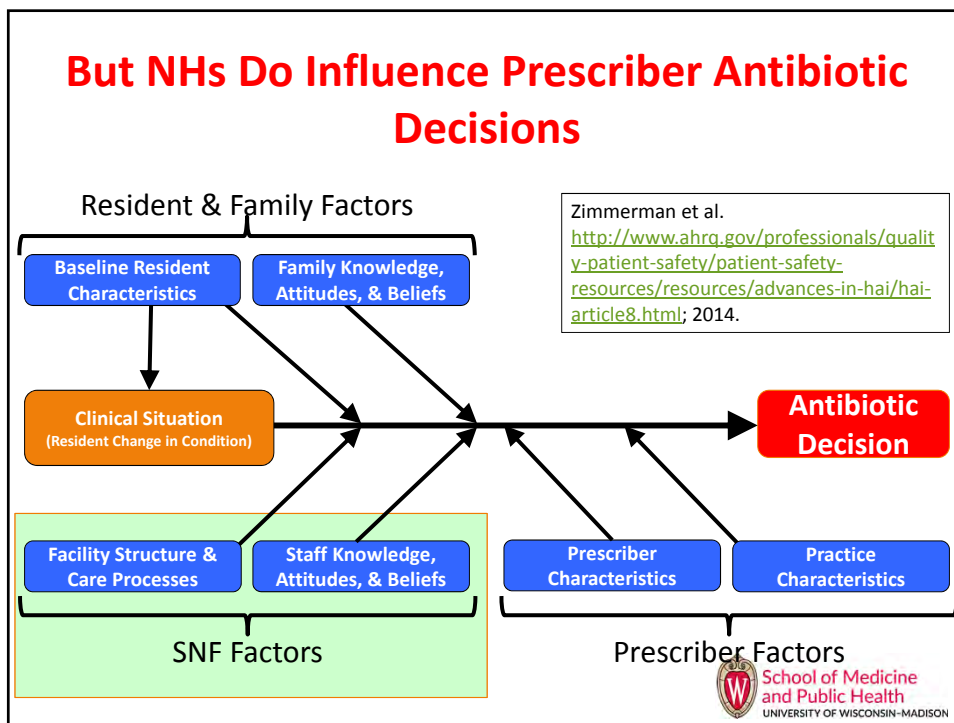 But NHs Do Influence Prescriber Antibiotic
Decisions
Resident & Family Factors
Zimmerman et al.
http://www.ahrq.gov/professionals/qualit
y-patient-safety/patient-safety-
resources/resources/advances-in-hai/hai-
article8.html; 2014.
Baseline Resident
Characteristics
Family Knowledge,
Attitudes, & Beliefs
Clinical Situation
(Resident Change in Condition)
Antibiotic
Decision
Facility Structure &
Care Processes
Staff Knowledge,
Attitudes, & Beliefs
Prescriber
Characteristics
Practice
Characteristics
SNF Factors
Prescriber Factors
W
School of Medicine
and Public Health
UNIVERSITY OF WISCONSIN–MADISON